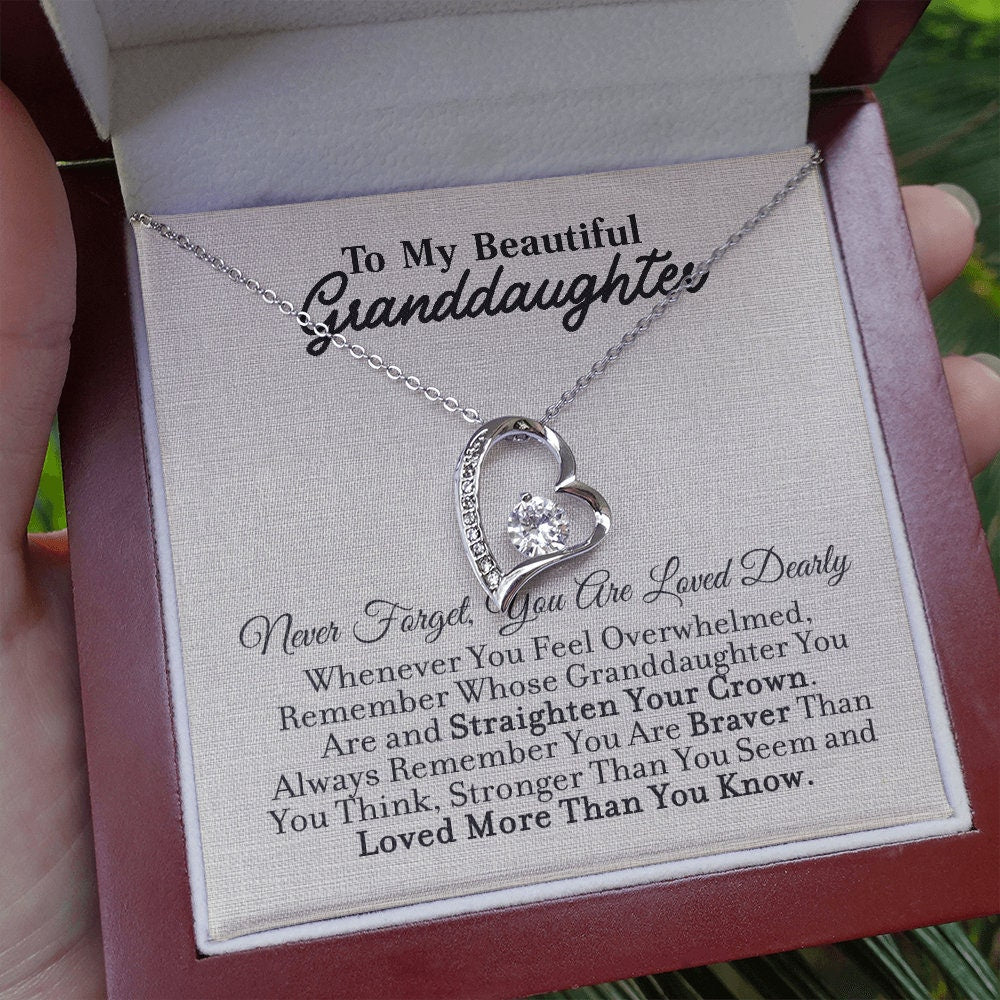 To My Beautiful
Granddaughter
Never Forget, You Are Loved Dearly
Whenever You Feel Overwhelmed,
Remember Whose Granddaughter You
Are and Straighten Your Crown.
Always Remember You Are Braver Than
You Think, Stronger Than You Seem and
Loved More Than You Know.